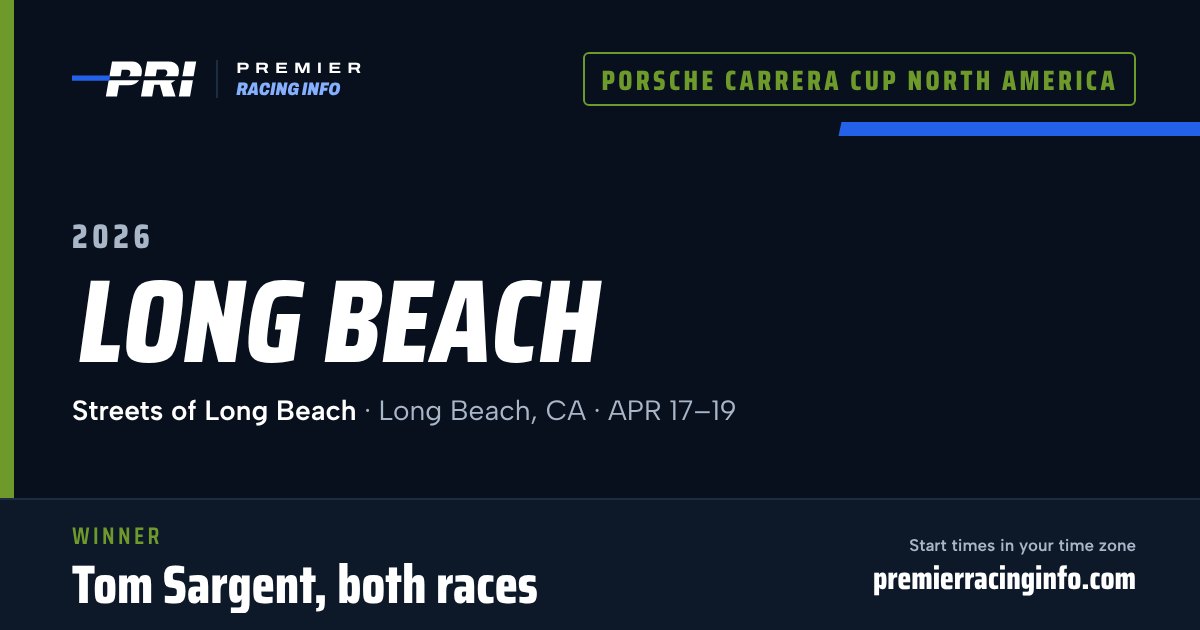 PRI
PREMIER
RACING INFO
PORSCHE CARRERA CUP NORTH AMERICA
2026
LONG BEACH
Streets of Long Beach · Long Beach, CA · APR 17–19
WINNER
Tom Sargent, both races
Start times in your time zone
premierracinginfo.com